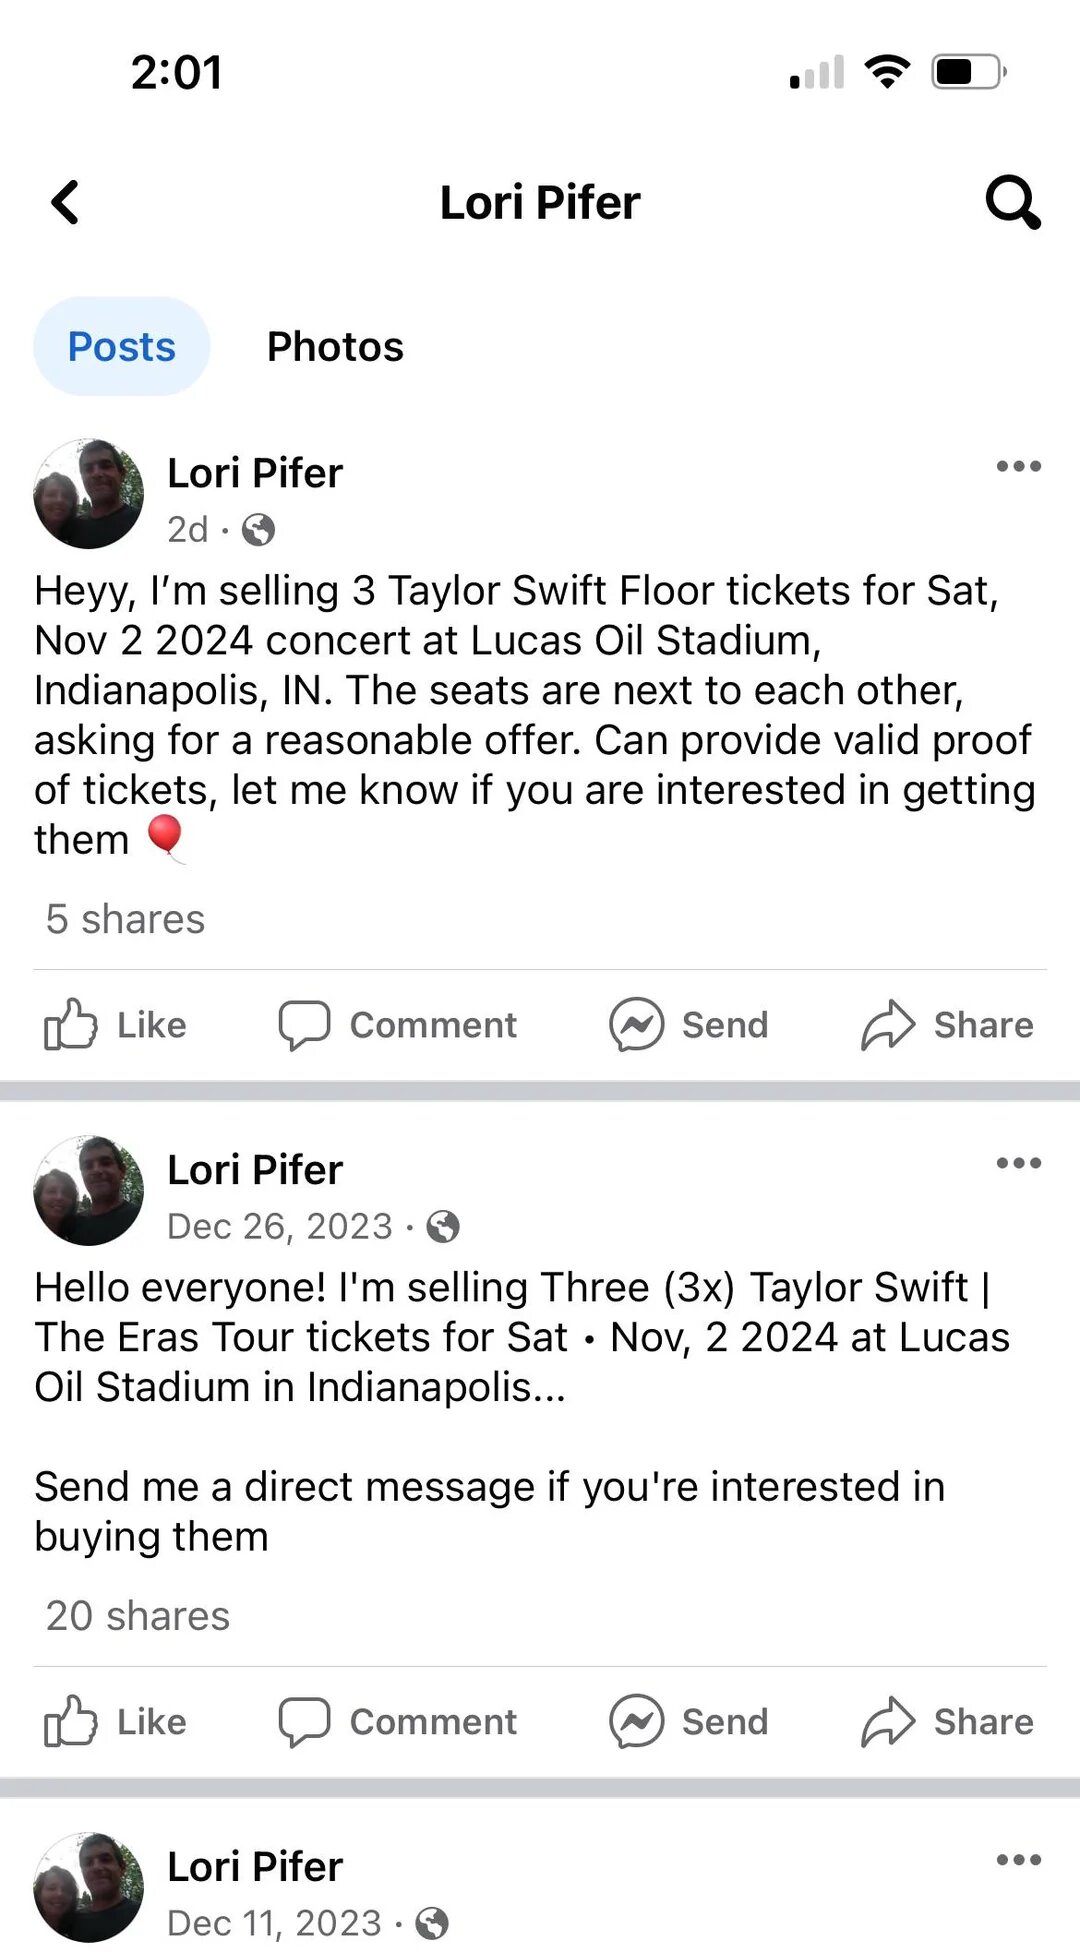 2:01
Lori Pifer
Posts Photos
Lori Pifer
2d ·
Heyy, I’m selling 3 Taylor Swift Floor tickets for Sat,
Nov 2 2024 concert at Lucas Oil Stadium,
Indianapolis, IN. The seats are next to each other,
asking for a reasonable offer. Can provide valid proof
of tickets, let me know if you are interested in getting
them 🎈
5 shares
Like Comment Send Share
Lori Pifer
Dec 26, 2023 ·
Hello everyone! I'm selling Three (3x) Taylor Swift |
The Eras Tour tickets for Sat • Nov, 2 2024 at Lucas
Oil Stadium in Indianapolis...
Send me a direct message if you're interested in
buying them
20 shares
Like Comment Send Share
Lori Pifer
Dec 11, 2023 ·